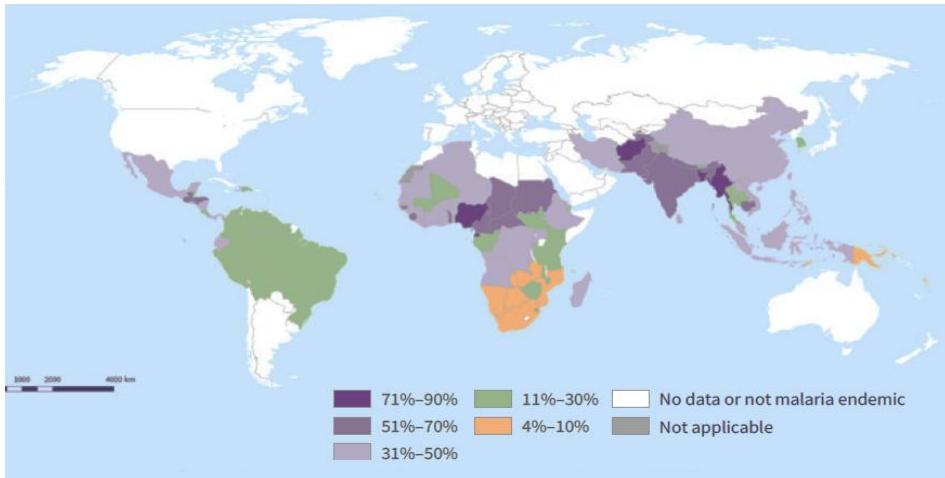 1000 2000 4000 km
71%–90%
11%–30%
No data or not malaria endemic
51%–70%
4%–10%
Not applicable
31%–50%